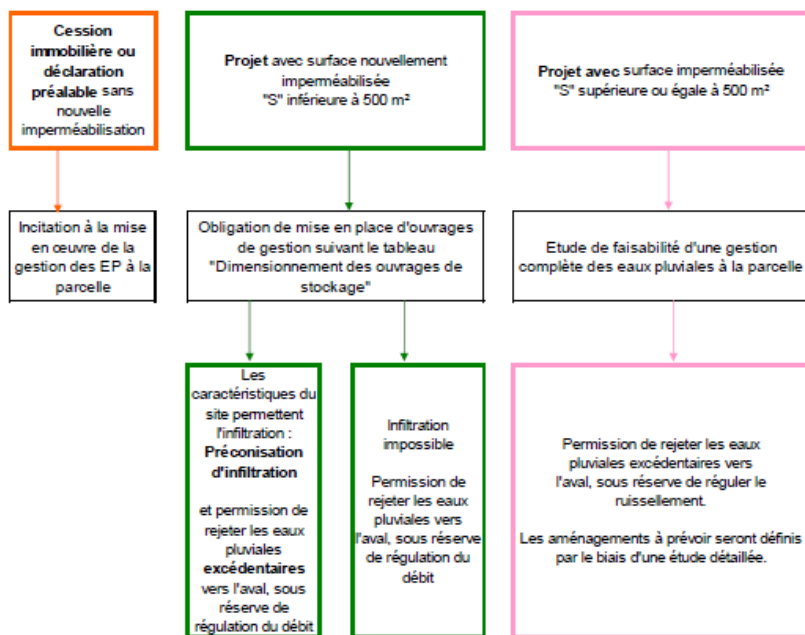 Cession
immobilière ou
déclaration
préalable sans
nouvelle
imperméabilisation
Projet avec surface nouvellement
imperméabilisée
"S" inférieure à 500 m²
Projet avec surface imperméabilisée
"S" supérieure ou égale à 500 m²
Incitation à la mise
en œuvre de la
gestion des EP à la
parcelle
Obligation de mise en place d'ouvrages
de gestion suivant le tableau
"Dimensionnement des ouvrages de
stockage"
Etude de faisabilité d'une gestion
complète des eaux pluviales à la parcelle
Les
caractéristiques du
site permettent
l'infiltration :
Préconisation
d'infiltration
et permission de
rejeter les eaux
pluviales
excédentaires
vers l'aval, sous
réserve de
régulation du débit
Infiltration
impossible
Permission de
rejeter les eaux
pluviales vers
l'aval, sous réserve
de régulation du
débit
Permission de rejeter les eaux
pluviales excédentaires vers
l'aval, sous réserve de réguler le
ruissellement.
Les aménagements à prévoir seront définis
par le biais d'une étude détaillée.